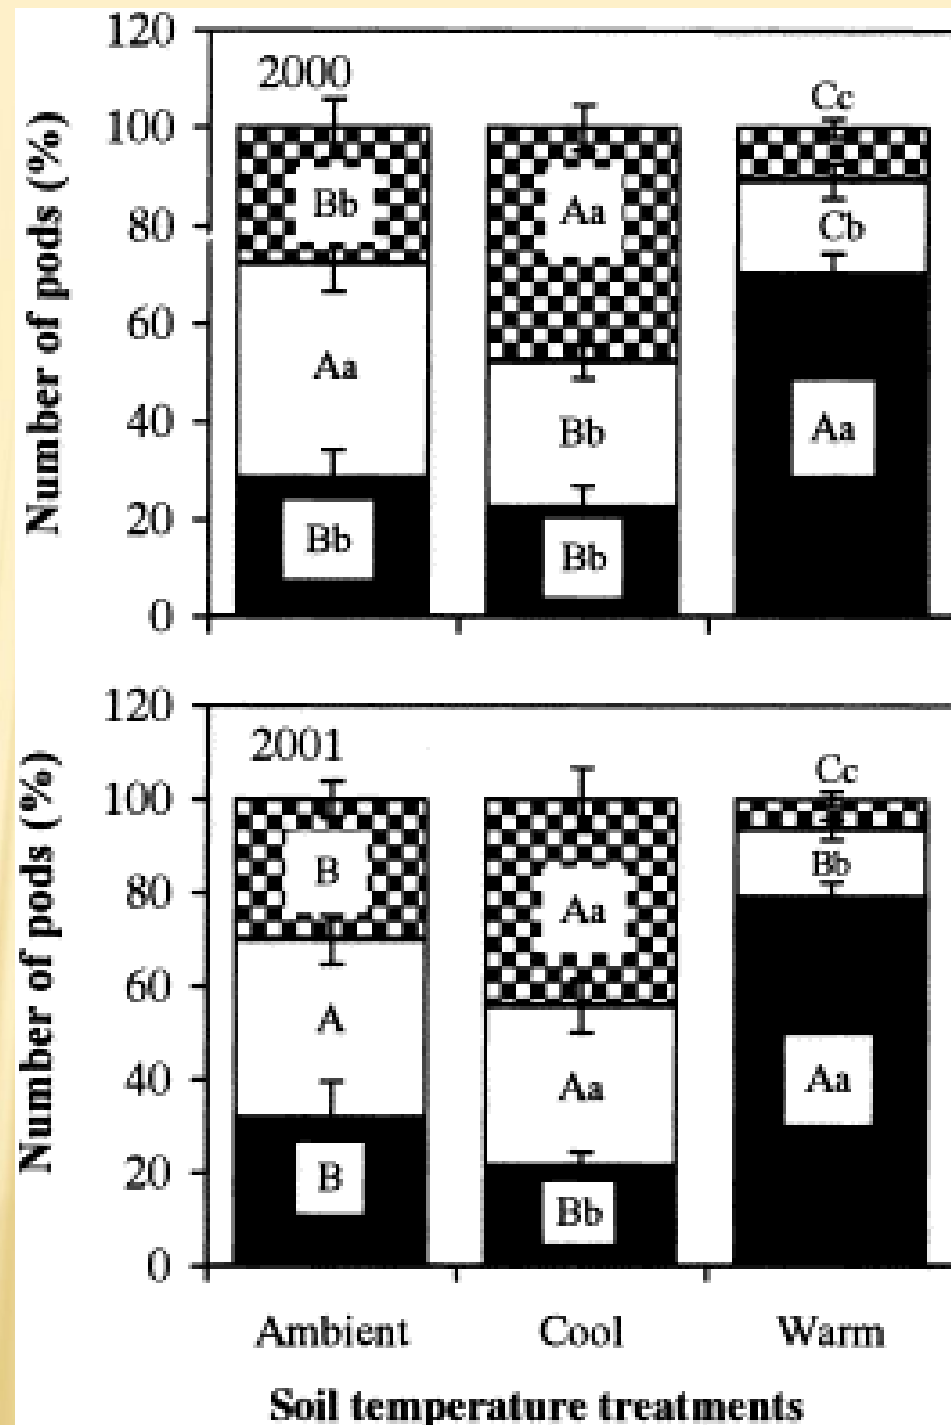 120
2000
100
80
60
40
20
0
Number of pods (%)
Cc
Bb
Aa
Cb
Aa
Bb
Aa
Bb
Bb
120
2001
100
80
60
40
20
0
Number of pods (%)
Cc
B
Aa
Bb
A
Aa
Aa
B
Bb
Ambient Cool Warm
Soil temperature treatments